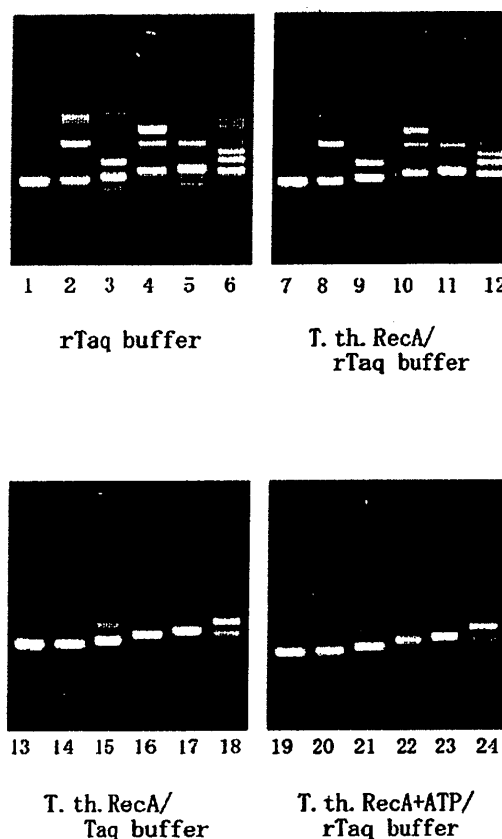 1 2 3 4 5 6
7 8 9 10 11 12
rTaq buffer
T. th. RecA/
rTaq buffer
13 14 15 16 17 18
19 20 21 22 23 24
T. th. RecA/
Taq buffer
T. th. RecA+ATP/
rTaq buffer